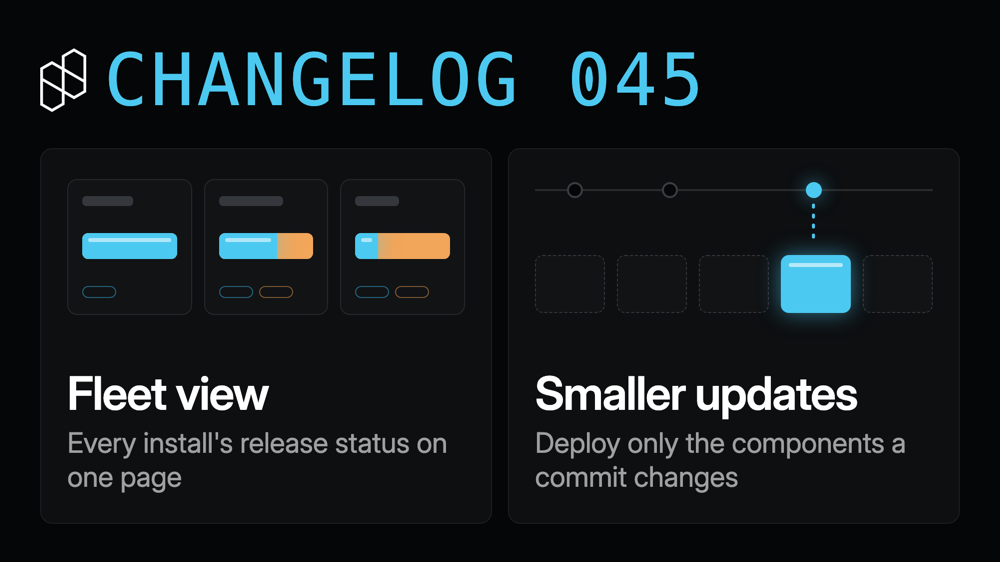 CHANGELOG 045
Fleet view
Every install's release status on
one page
Smaller updates
Deploy only the components a
commit changes